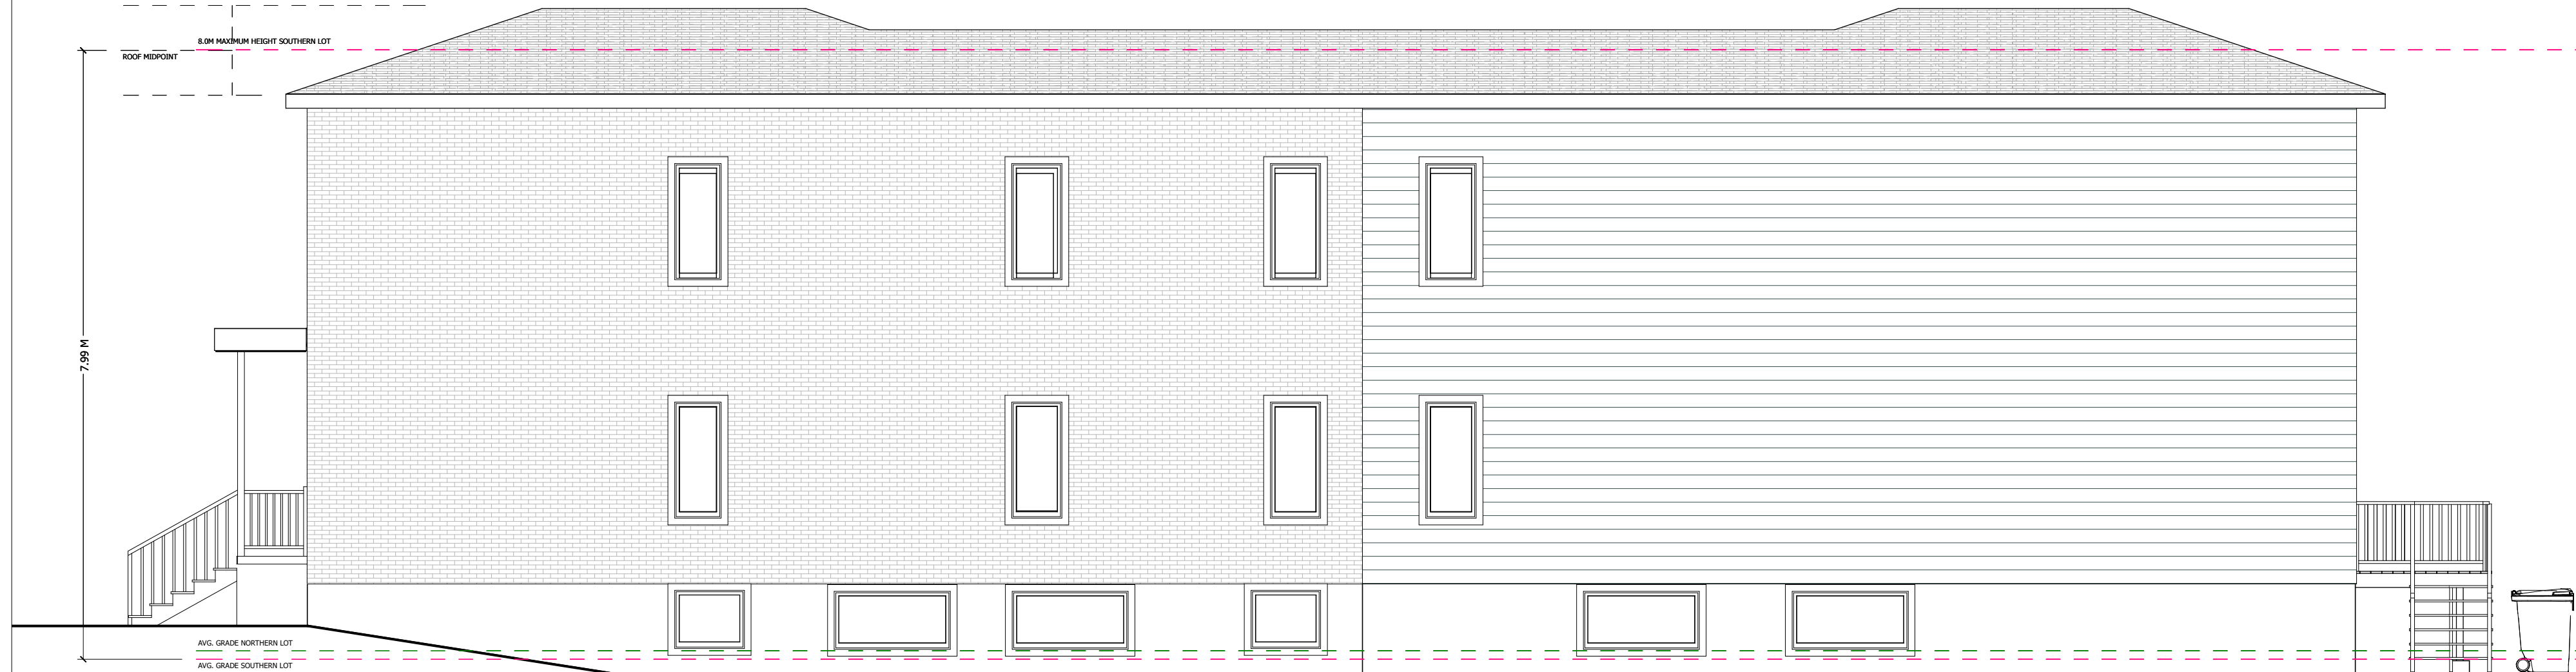 8.0M MAXIMUM HEIGHT SOUTHERN LOT
ROOF MIDPOINT
7.99 M
AVG. GRADE NORTHERN LOT
AVG. GRADE SOUTHERN LOT